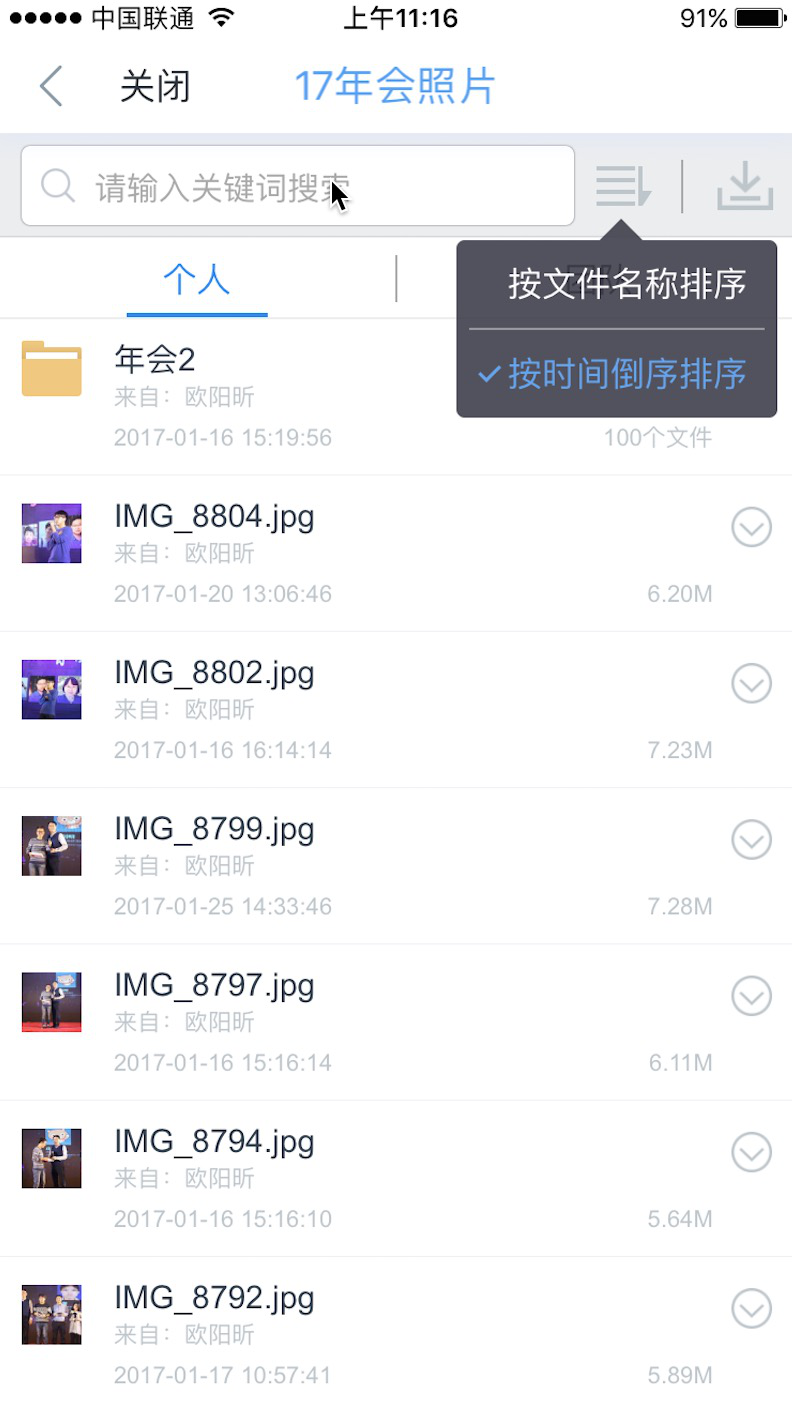 中国联通 上午11:16 91%
关闭 17年会照片
请输入关键词搜索
个人
按文件名称排序
按时间倒序排序
年会2
来自：欧阳昕
2017-01-16 15:19:56 100个文件
IMG_8804.jpg
来自：欧阳昕
2017-01-20 13:06:46 6.20M
IMG_8802.jpg
来自：欧阳昕
2017-01-16 16:14:14 7.23M
IMG_8799.jpg
来自：欧阳昕
2017-01-25 14:33:46 7.28M
IMG_8797.jpg
来自：欧阳昕
2017-01-16 15:16:14 6.11M
IMG_8794.jpg
来自：欧阳昕
2017-01-16 15:16:10 5.64M
IMG_8792.jpg
来自：欧阳昕
2017-01-17 10:57:41 5.89M